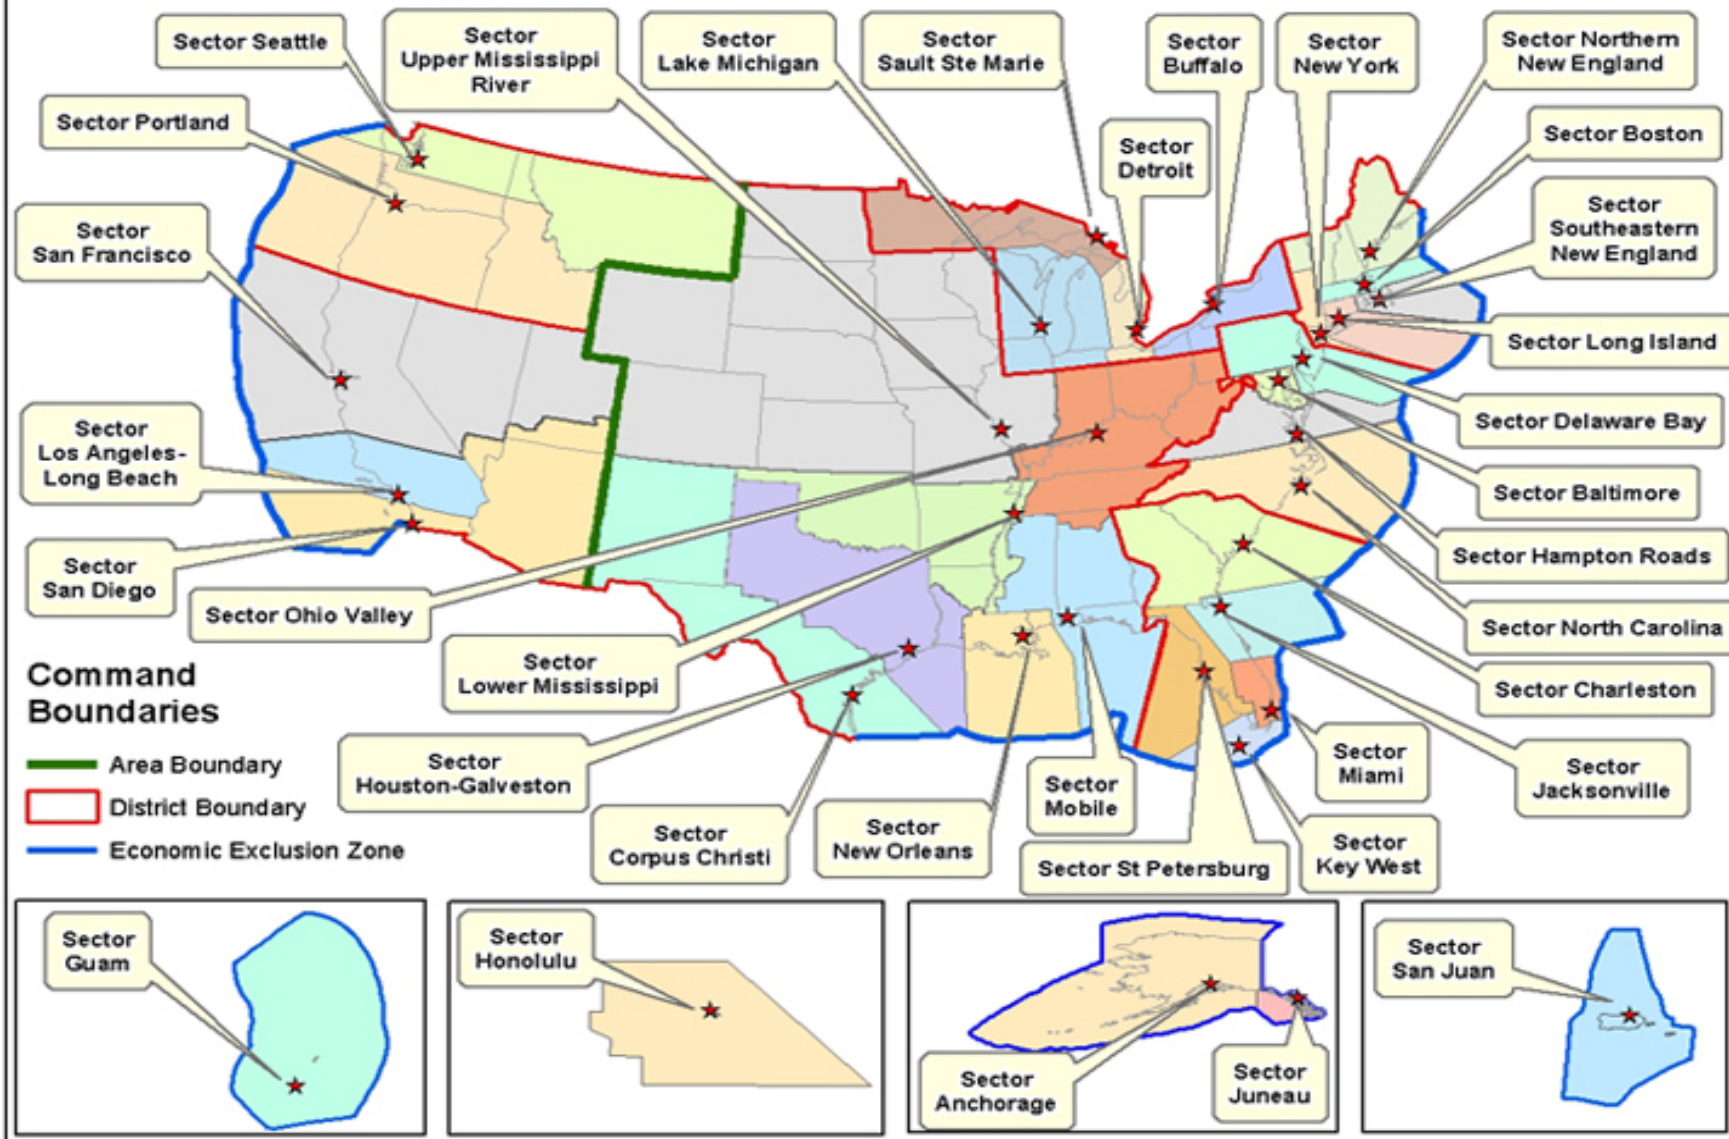 Sector Seattle
Sector
Upper Mississippi
River
Sector
Lake Michigan
Sector
Sault Ste Marie
Sector
Buffalo
Sector
New York
Sector Northern
New England
Sector Portland
Sector Boston
Sector
Detroit
Sector
Southeastern
New England
Sector
San Francisco
Sector Long Island
Sector
Los Angeles-
Long Beach
Sector Delaware Bay
Sector Baltimore
Sector
San Diego
Sector Hampton Roads
Sector Ohio Valley
Sector North Carolina
Sector
Lower Mississippi
Sector Charleston
Command
Boundaries
Area Boundary
District Boundary
Economic Exclusion Zone
Sector
Houston-Galveston
Sector
Miami
Sector
Jacksonville
Sector
Mobile
Sector
Corpus Christi
Sector
New Orleans
Sector St Petersburg
Sector
Key West
Sector
Guam
Sector
Honolulu
Sector
Anchorage
Sector
Juneau
Sector
San Juan